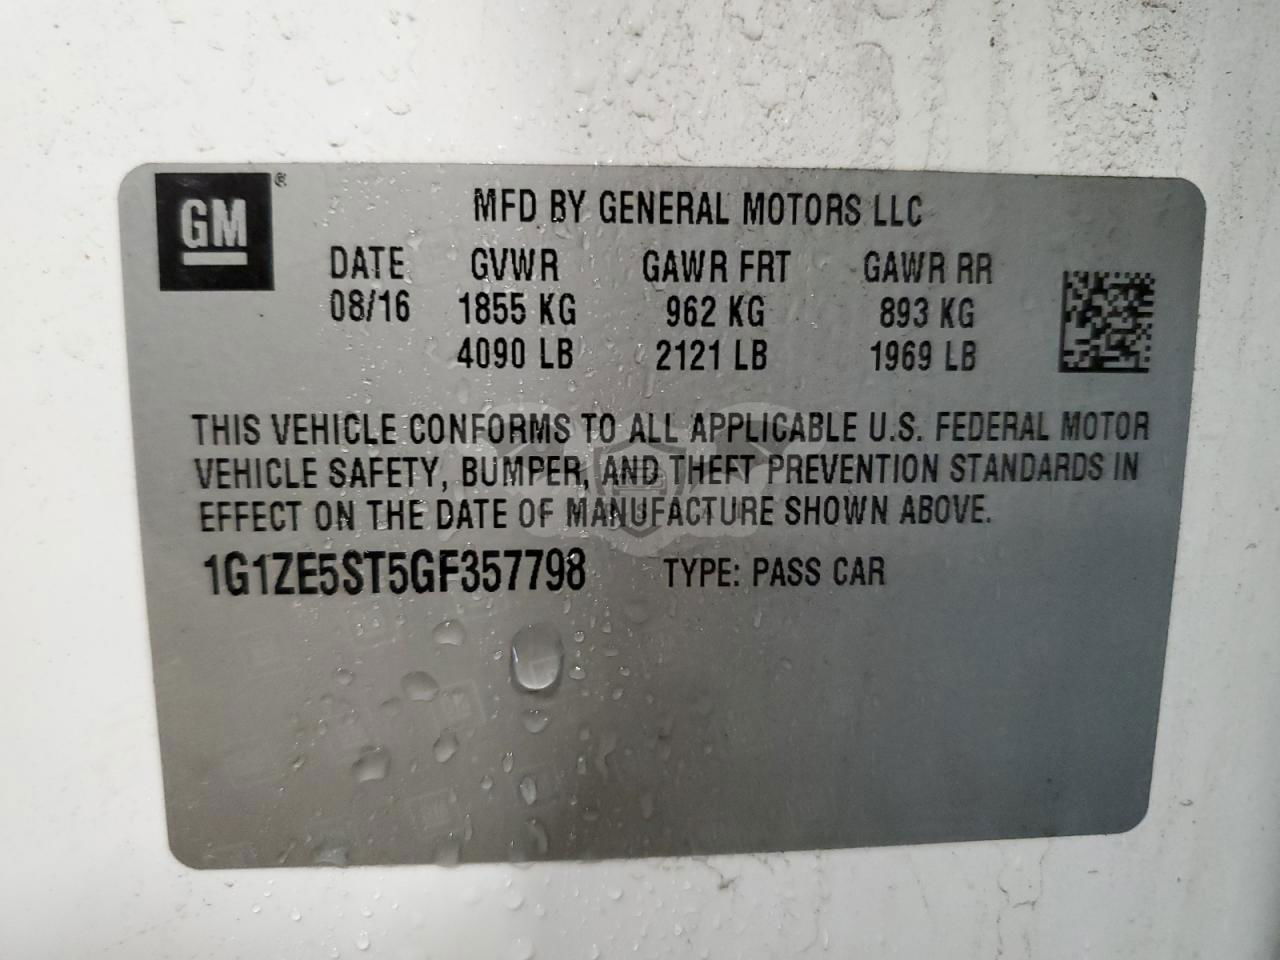 GM®
MFD BY GENERAL MOTORS LLC
DATE GVWR GAWR FRT GAWR RR
08/16 1855 KG 962 KG 893 KG
4090 LB 2121 LB 1969 LB
THIS VEHICLE CONFORMS TO ALL APPLICABLE U.S. FEDERAL MOTOR
VEHICLE SAFETY, BUMPER, AND THEFT PREVENTION STANDARDS IN
EFFECT ON THE DATE OF MANUFACTURE SHOWN ABOVE.
1G1ZE5ST5GF357798 TYPE: PASS CAR